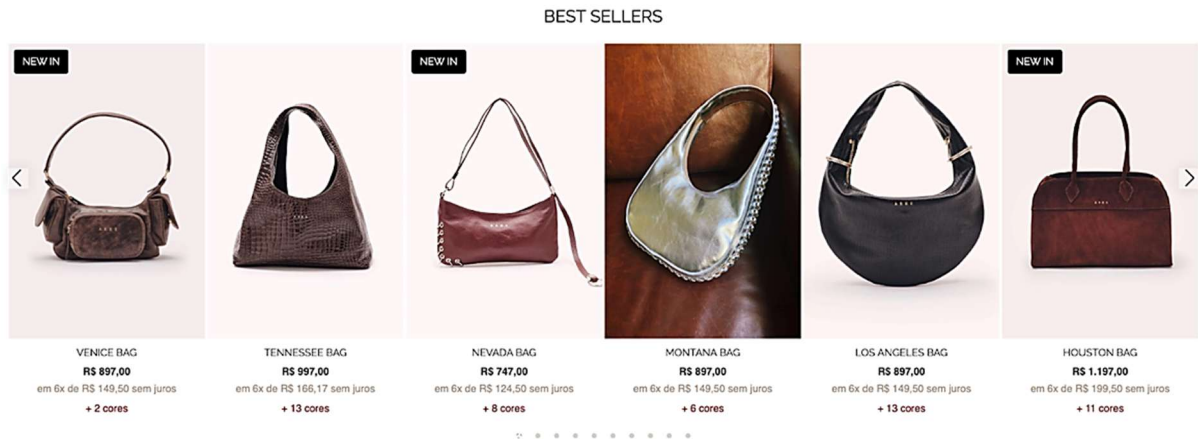 BEST SELLERS
NEW IN
NEW IN
NEW IN
VENICE BAG
R$ 897,00
em 6x de R$ 149,50 sem juros
+ 2 cores
TENNESSEE BAG
R$ 997,00
em 6x de R$ 166,17 sem juros
+ 13 cores
NEVADA BAG
R$ 747,00
em 6x de R$ 124,50 sem juros
+ 8 cores
MONTANA BAG
R$ 897,00
em 6x de R$ 149,50 sem juros
+ 6 cores
LOS ANGELES BAG
R$ 897,00
em 6x de R$ 149,50 sem juros
+ 13 cores
HOUSTON BAG
R$ 1.197,00
em 6x de R$ 199,50 sem juros
+ 11 cores